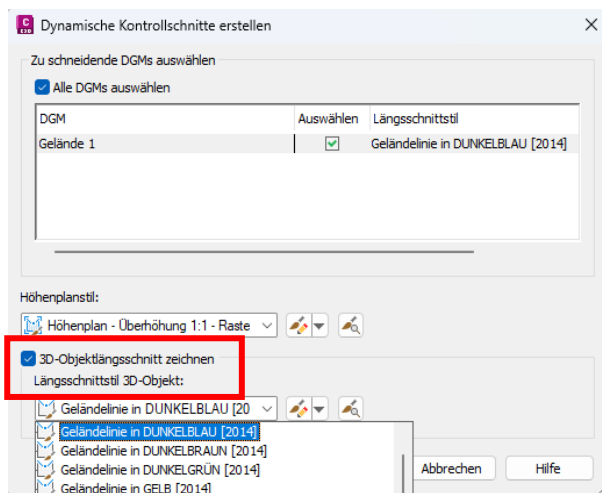 C
C3D
Dynamische Kontrollschnitte erstellen
Zu schneidende DGMs auswählen
Alle DGMs auswählen
DGM Auswählen Längsschnittstil
Gelände 1 Geländelinie in DUNKELBLAU [2014]
Höhenplanstil:
Höhenplan - Überhöhung 1:1 - Raste
3D-Objektlängsschnitt zeichnen
Längsschnittstil 3D-Objekt:
Geländelinie in DUNKELBLAU [20
Geländelinie in DUNKELBLAU [2014]
Geländelinie in DUNKELBRAUN [2014]
Geländelinie in DUNKELGRÜN [2014]
Abbrechen Hilfe
Geländelinie in GELB [2014]